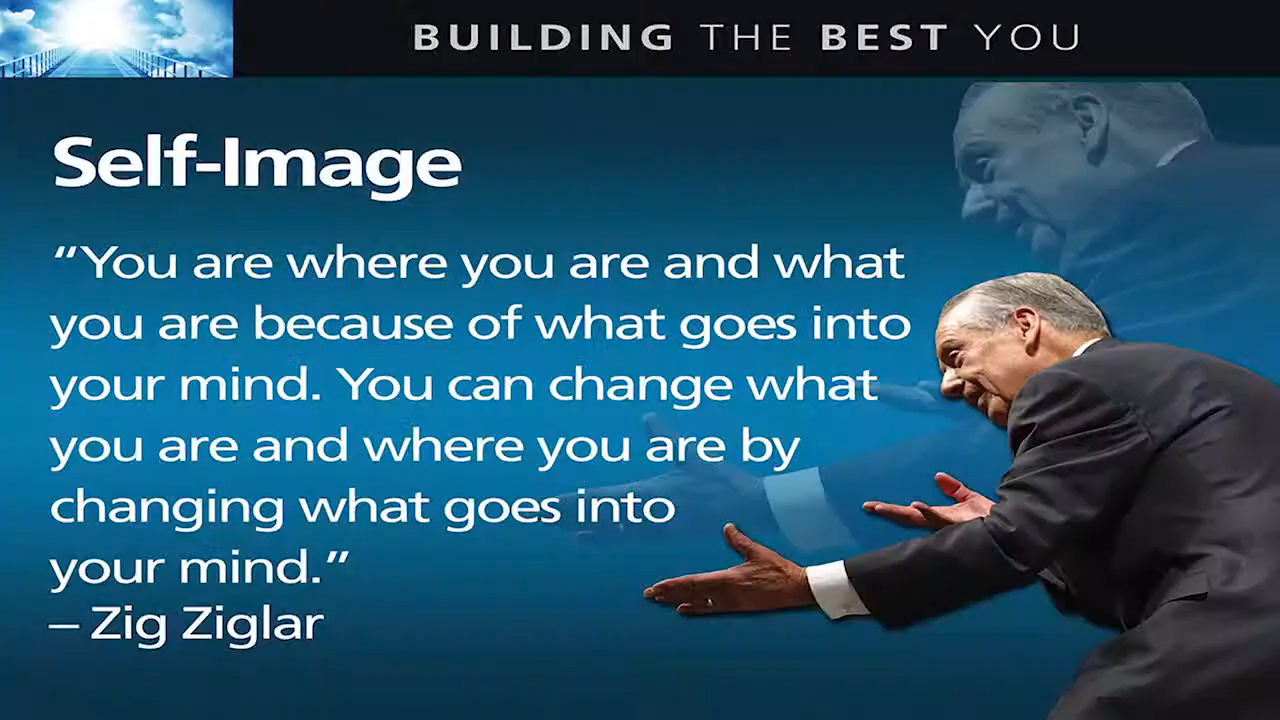 BUILDING THE BEST YOU
Self-Image
“You are where you are and what
you are because of what goes into
your mind. You can change what
you are and where you are by
changing what goes into
your mind.”
– Zig Ziglar